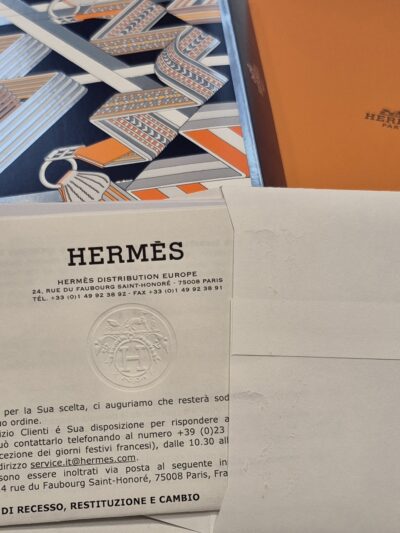 HERMÈS
PAR
HERMÈS
HERMÈS DISTRIBUTION EUROPE
24, RUE DU FAUBOURG SAINT-HONORÉ - 75008 PARIS
TÉL. +33 (0)1 49 92 38 92 - FAX +33 (0)1 49 92 38 91
H
per la Sua scelta, ci auguriamo che resterà sod
o ordine.
izio Clienti é Sua disposizione per rispondere a
uò contattarlo telefonando al numero +39 (0)23
cezione dei giorni festivi francesi), dalle 10.30 all
dirizzo service.it@hermes.com.
sono essere inoltrati via postale al seguente in
4 rue du Faubourg Saint-Honoré, 75008 Paris, Fra
DI RECESSO, RESTITUZIONE E CAMBIO